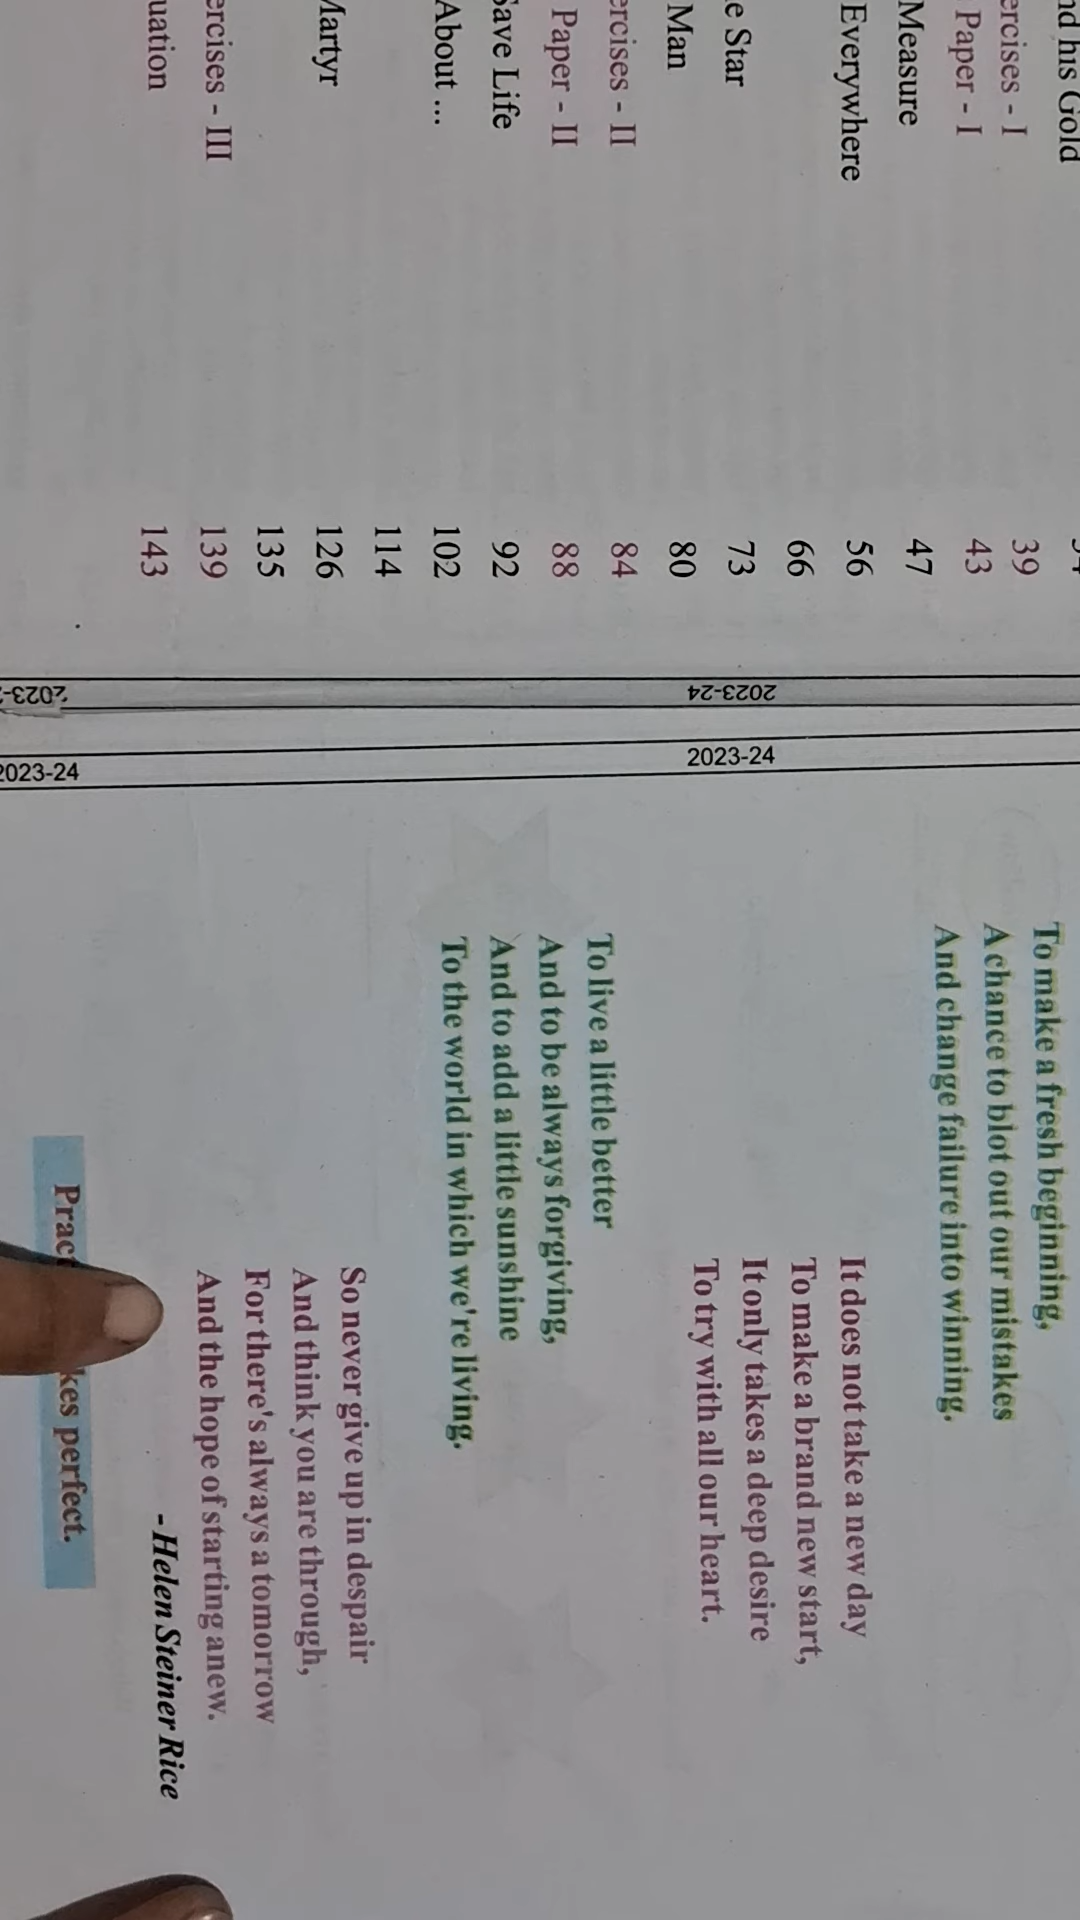 nd his Gold
ercises - I 39
Paper - I 43
Measure 47
Everywhere 56
66
e Star 73
Man 80
ercises - II 84
Paper - II 88
Save Life 92
About ... 102
114
Martyr 126
135
ercises - III 139
uation 143
2023-24
2023-24
2023-24
To make a fresh beginning,
A chance to blot out our mistakes
And change failure into winning.
It does not take a new day
To make a brand new start,
It only takes a deep desire
To try with all our heart.
To live a little better
And to be always forgiving,
And to add a little sunshine
To the world in which we're living.
So never give up in despair
And think you are through,
For there's always a tomorrow
And the hope of starting anew.
- Helen Steiner Rice
perfect.